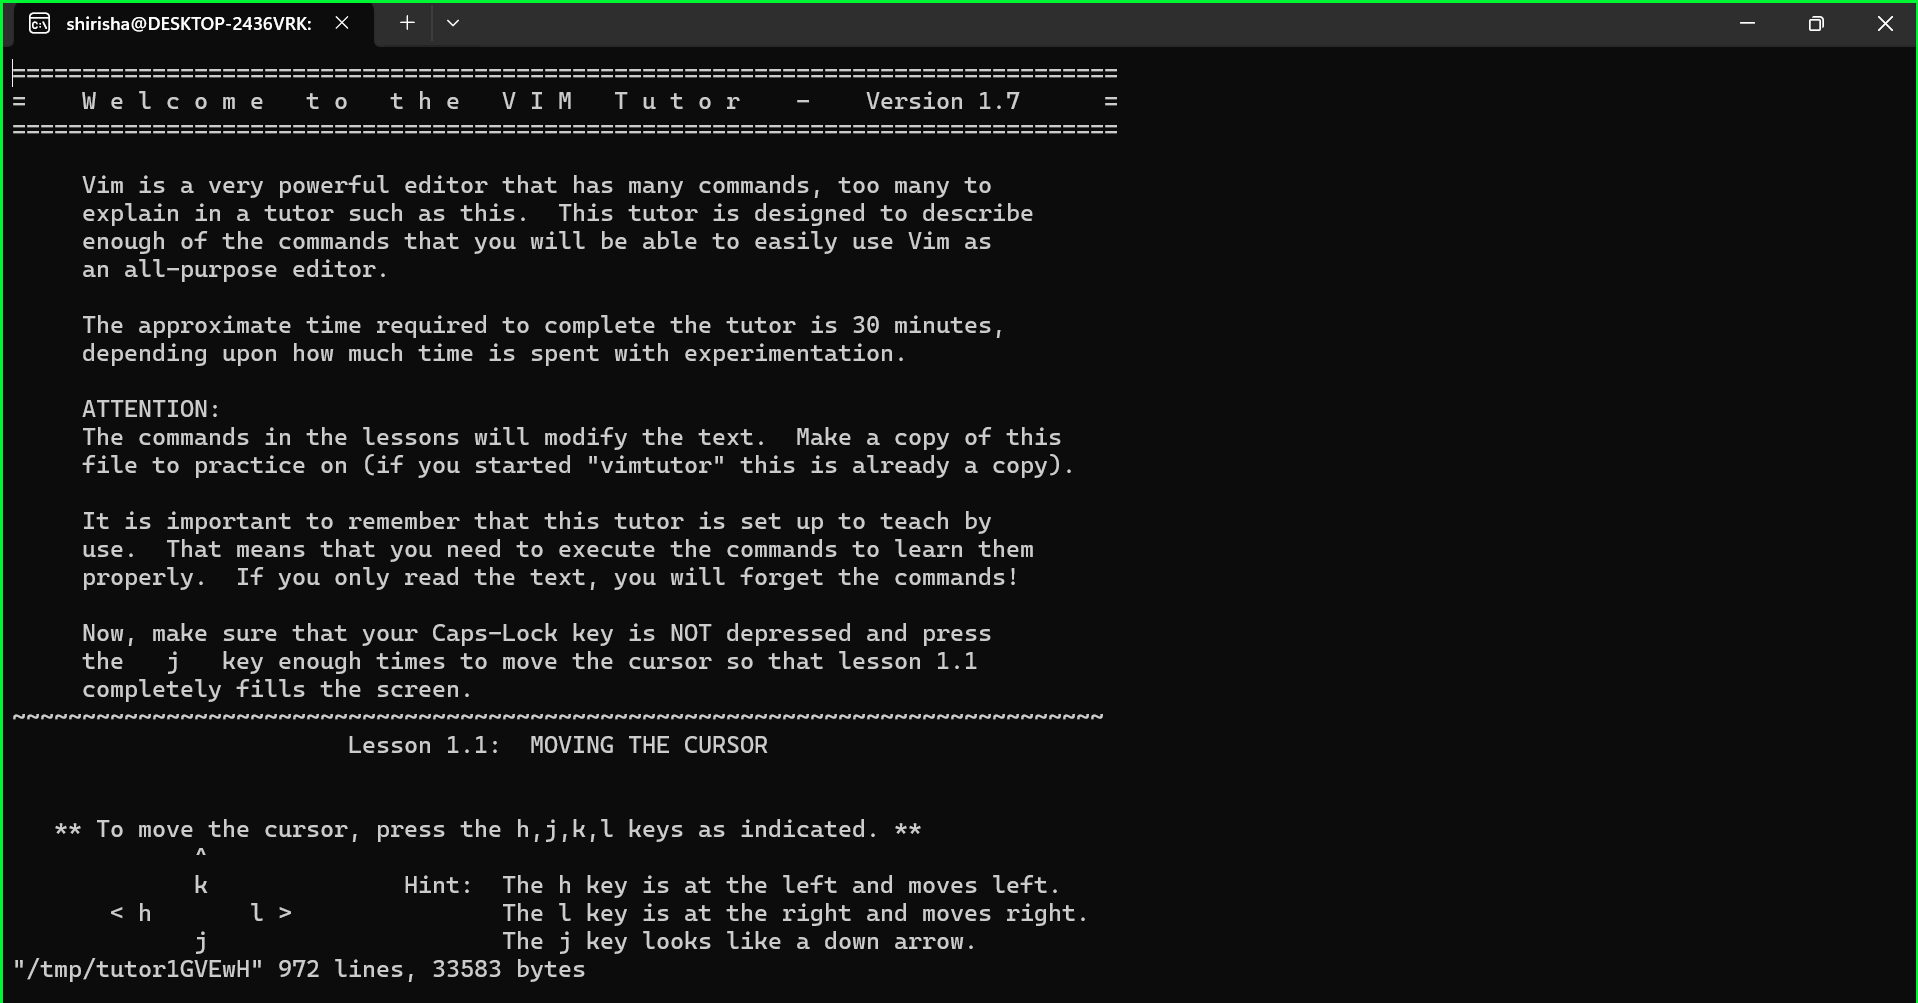 shirisha@DESKTOP-2436VRK:
===============================================================================
=    W e l c o m e   t o   t h e   V I M   T u t o r    -    Version 1.7      =
===============================================================================

     Vim is a very powerful editor that has many commands, too many to
     explain in a tutor such as this.  This tutor is designed to describe
     enough of the commands that you will be able to easily use Vim as
     an all-purpose editor.

     The approximate time required to complete the tutor is 30 minutes,
     depending upon how much time is spent with experimentation.

     ATTENTION:
     The commands in the lessons will modify the text.  Make a copy of this
     file to practice on (if you started "vimtutor" this is already a copy).

     It is important to remember that this tutor is set up to teach by
     use.  That means that you need to execute the commands to learn them
     properly.  If you only read the text, you will forget the commands!

     Now, make sure that your Caps-Lock key is NOT depressed and press
     the   j   key enough times to move the cursor so that lesson 1.1
     completely fills the screen.
~~~~~~~~~~~~~~~~~~~~~~~~~~~~~~~~~~~~~~~~~~~~~~~~~~~~~~~~~~~~~~~~~~~~~~~~~~~~~~
                        Lesson 1.1:  MOVING THE CURSOR


   ** To move the cursor, press the h,j,k,l keys as indicated. **
             ^
             k              Hint:  The h key is at the left and moves left.
       < h       l >               The l key is at the right and moves right.
             j                     The j key looks like a down arrow.
"/tmp/tutor1GVEwH" 972 lines, 33583 bytes